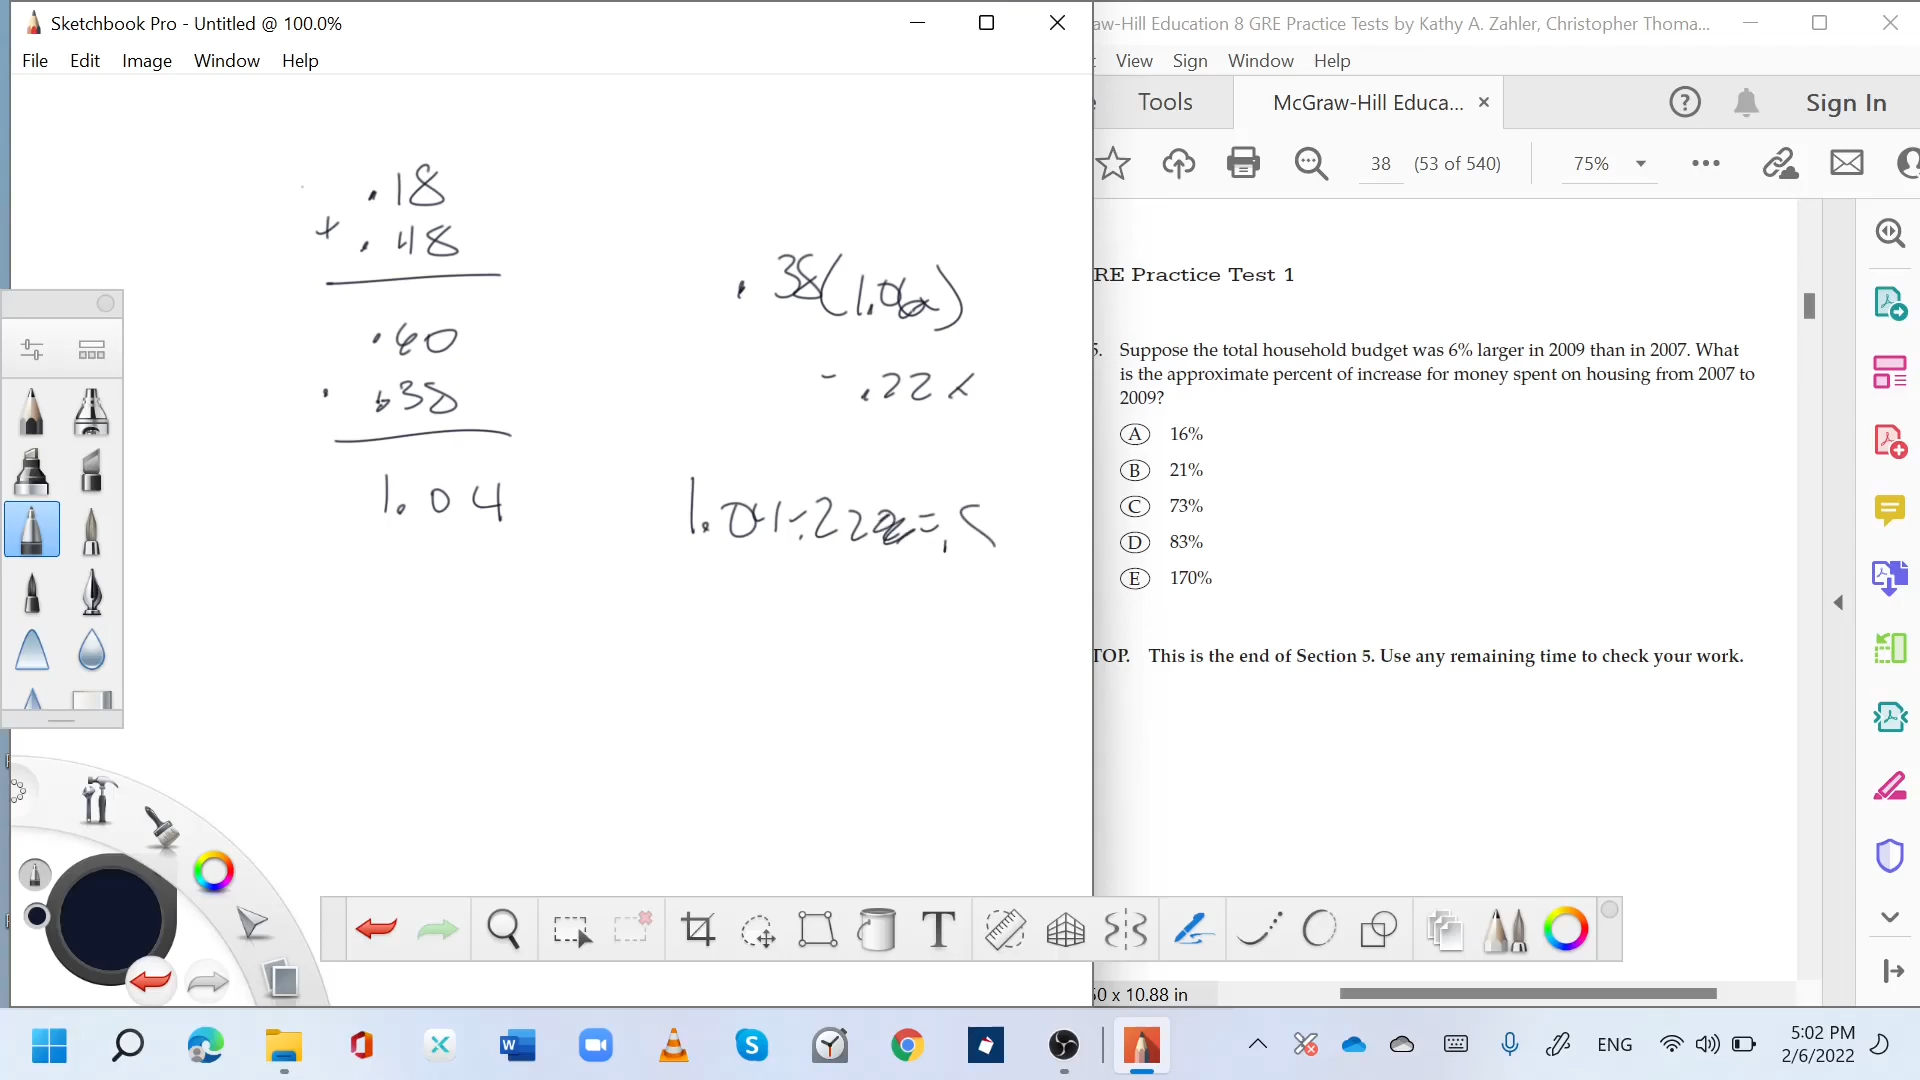 Sketchbook Pro - Untitled @ 100.0%
File Edit Image Window Help
.18
+ .48
.60
.38
1.04
.38(1.06x)
- .22x
aw-Hill Education 8 GRE Practice Tests by Kathy A. Zahler, Christopher Thoma...
View Sign Window Help
Tools
McGraw-Hill Educa... ×
Sign In
38 (53 of 540)
75%
RE Practice Test 1
5. Suppose the total household budget was 6% larger in 2009 than in 2007. What
is the approximate percent of increase for money spent on housing from 2007 to
2009?
A 16%
B 21%
C 73%
D 83%
E 170%
TOP. This is the end of Section 5. Use any remaining time to check your work.
T
50 x 10.88 in
ENG
5:02 PM
2/6/2022